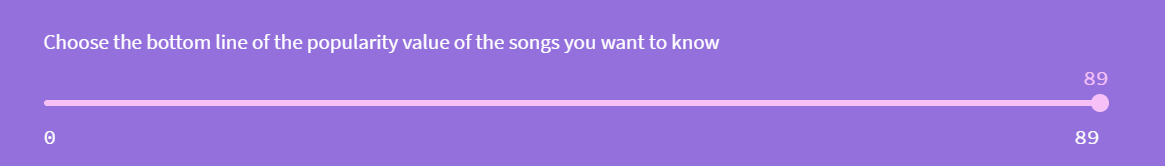 Choose the bottom line of the popularity value of the songs you want to know
89
0 89